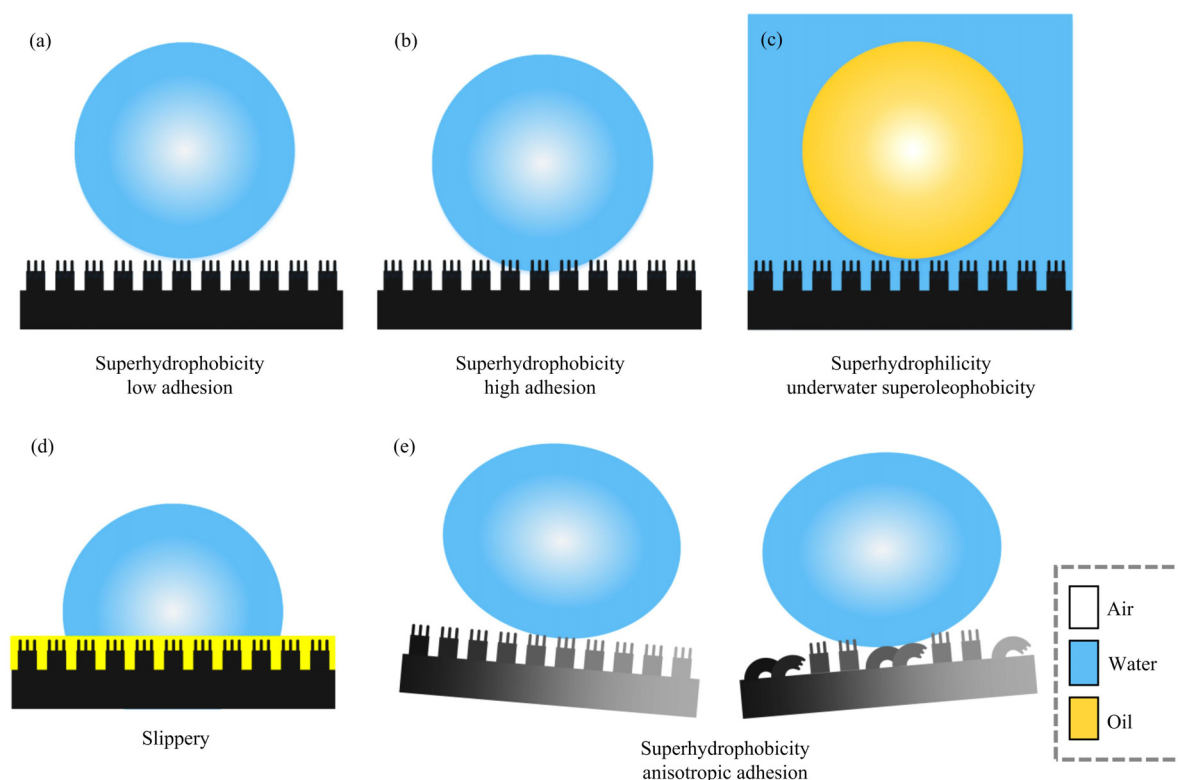 (a)
(b)
(c)
Superhydrophobicity
low adhesion
Superhydrophobicity
high adhesion
Superhydrophilicity
underwater superoleophobicity
(d)
(e)
Slippery
Superhydrophobicity
anisotropic adhesion
Air
Water
Oil